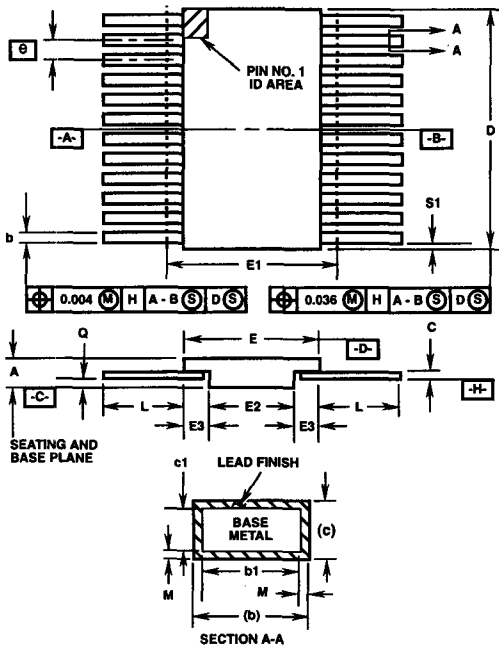 e
A
A
PIN NO. 1
ID AREA
-A-
-B-
D
S1
b
E1
⌖ 0.004 Ⓜ H A - B Ⓢ D Ⓢ
⌖ 0.036 Ⓜ H A - B Ⓢ D Ⓢ
Q
E
-D-
C
A
-C-
-H-
L
E2
L
E3
E3
SEATING AND
BASE PLANE
c1
LEAD FINISH
BASE
METAL
(c)
b1
M
M
(b)
SECTION A-A